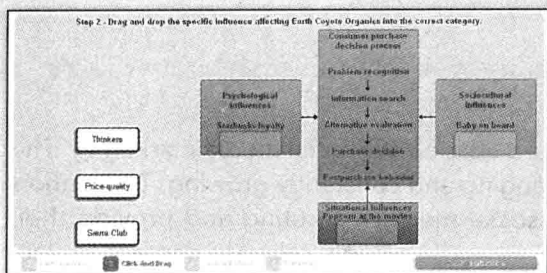 Step 2 - Drag and drop the specific influence affecting Earth Coyote Organics into the correct category.
Consumer purchase
decision process
Problem recognition
Information search
Alternative evaluation
Purchase decision
Postpurchase behavior
Psychological
influences
Starbucks loyalty
Sociocultural
influences
Baby on board
Situational influences
Popcorn at the movies
Thinkers
Price-quality
Sierra Club
Click And Drag